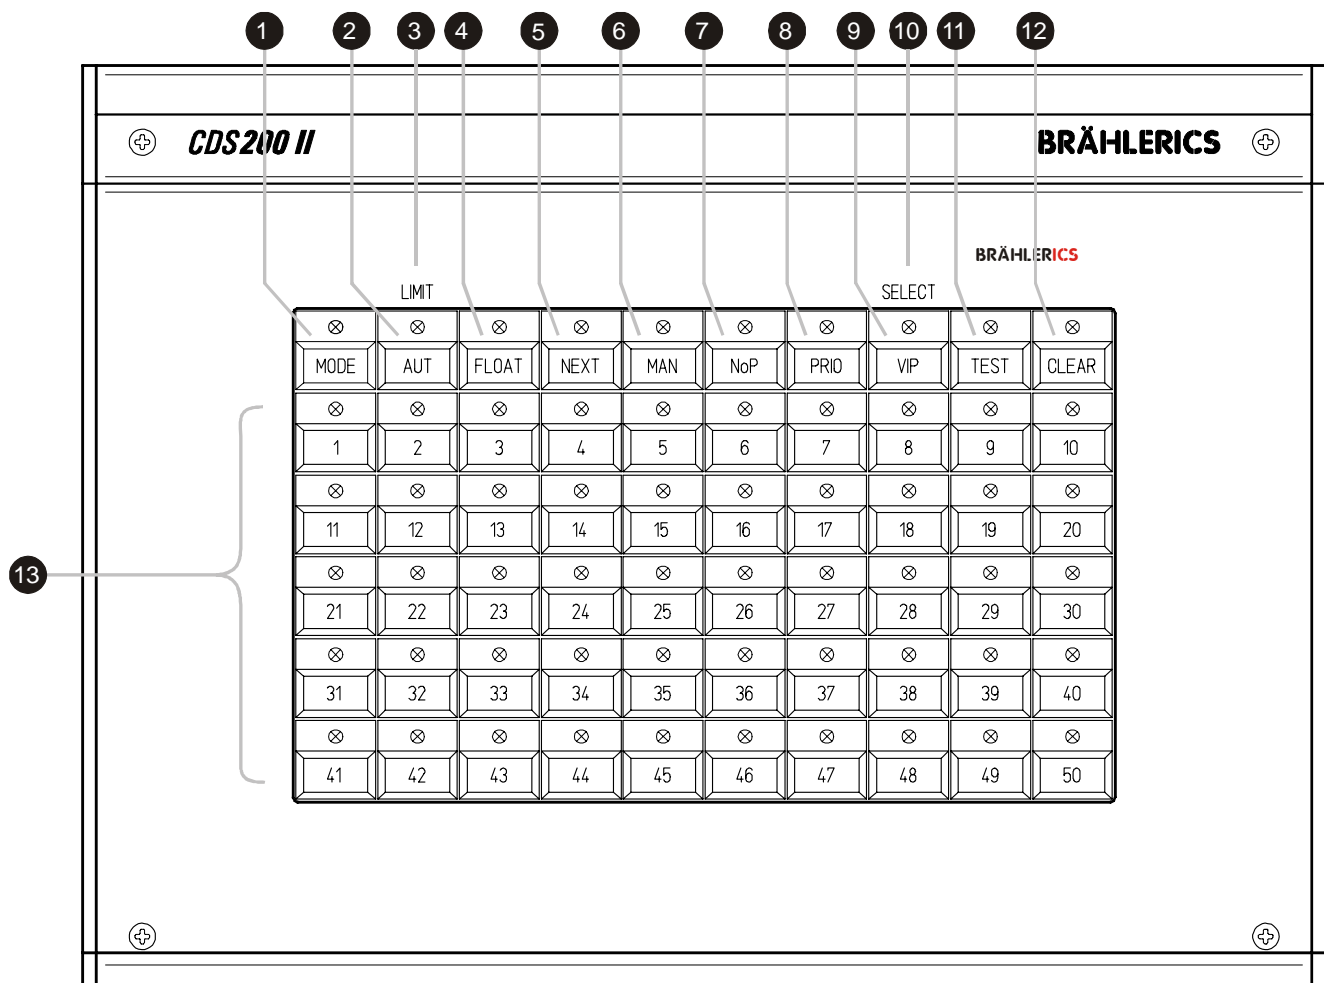 1 2 3 4 5 6 7 8 9 10 11 12
CDS200 II BRÄHLERICS
BRÄHLERICS
LIMIT SELECT
MODE AUT FLOAT NEXT MAN NoP PRIO VIP TEST CLEAR
1 2 3 4 5 6 7 8 9 10
11 12 13 14 15 16 17 18 19 20
13
21 22 23 24 25 26 27 28 29 30
31 32 33 34 35 36 37 38 39 40
41 42 43 44 45 46 47 48 49 50